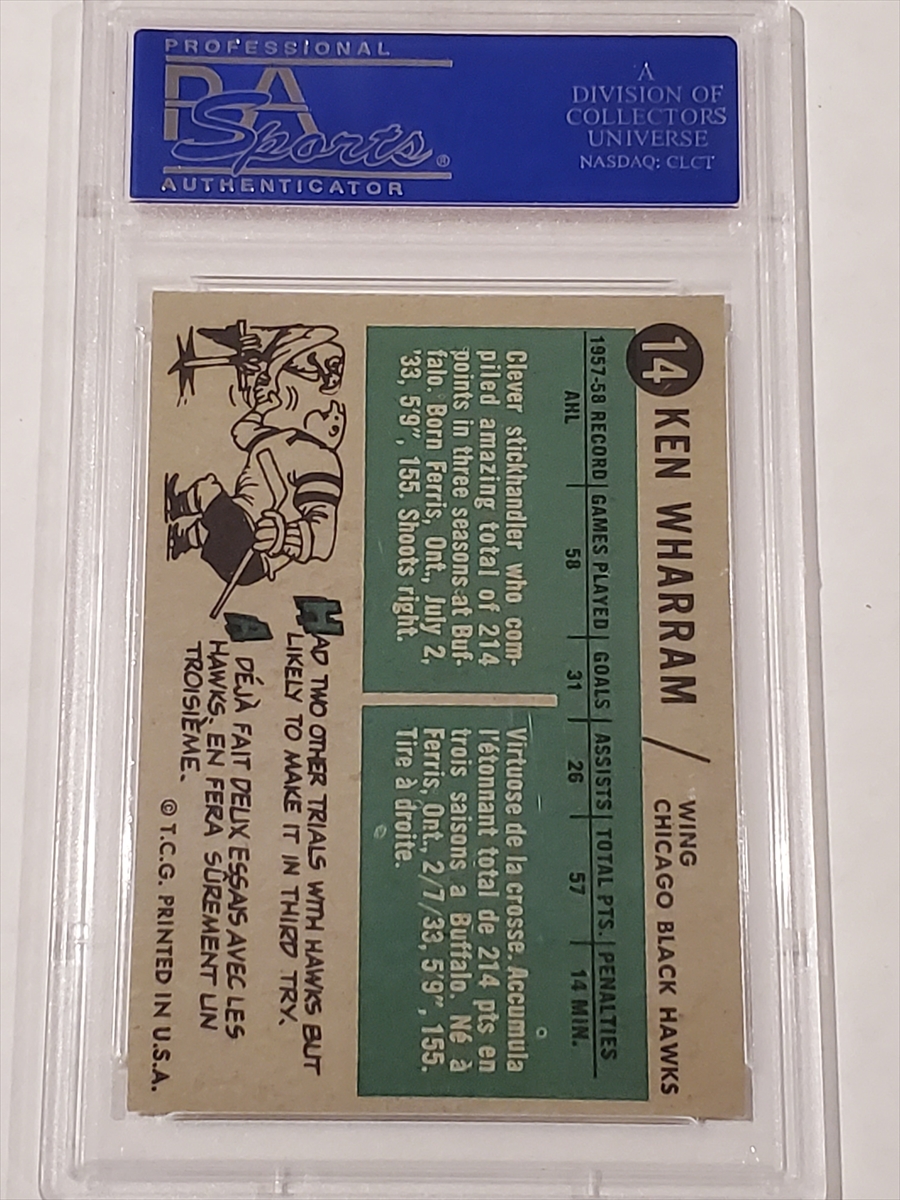 PROFESSIONAL
PSA
Sports®
AUTHENTICATOR
A
DIVISION OF
COLLECTORS
UNIVERSE
NASDAQ: CLCT
14 KEN WHARRAM / WING
CHICAGO BLACK HAWKS
1957-58 RECORD | GAMES PLAYED | GOALS | ASSISTS | TOTAL PTS. | PENALTIES
AHL 58 31 26 57 14 MIN.
Clever stickhandler who com-
piled amazing total of 214
points in three seasons at Buf-
falo. Born Ferris, Ont., July 2,
'33, 5'9", 155. Shoots right.
Virtuose de la crosse. Accumula
l'étonnant total de 214 pts en
trois saisons a Buffalo. Né à
Ferris, Ont., 2/7/33, 5'9", 155.
Tire à droite.
HAD TWO OTHER TRIALS WITH HAWKS BUT
LIKELY TO MAKE IT IN THIRD TRY.
A DÉJÀ FAIT DEUX ESSAIS AVEC LES
HAWKS. EN FERA SÛREMENT UN
TROISIÈME.
© T.C.G. PRINTED IN U.S.A.